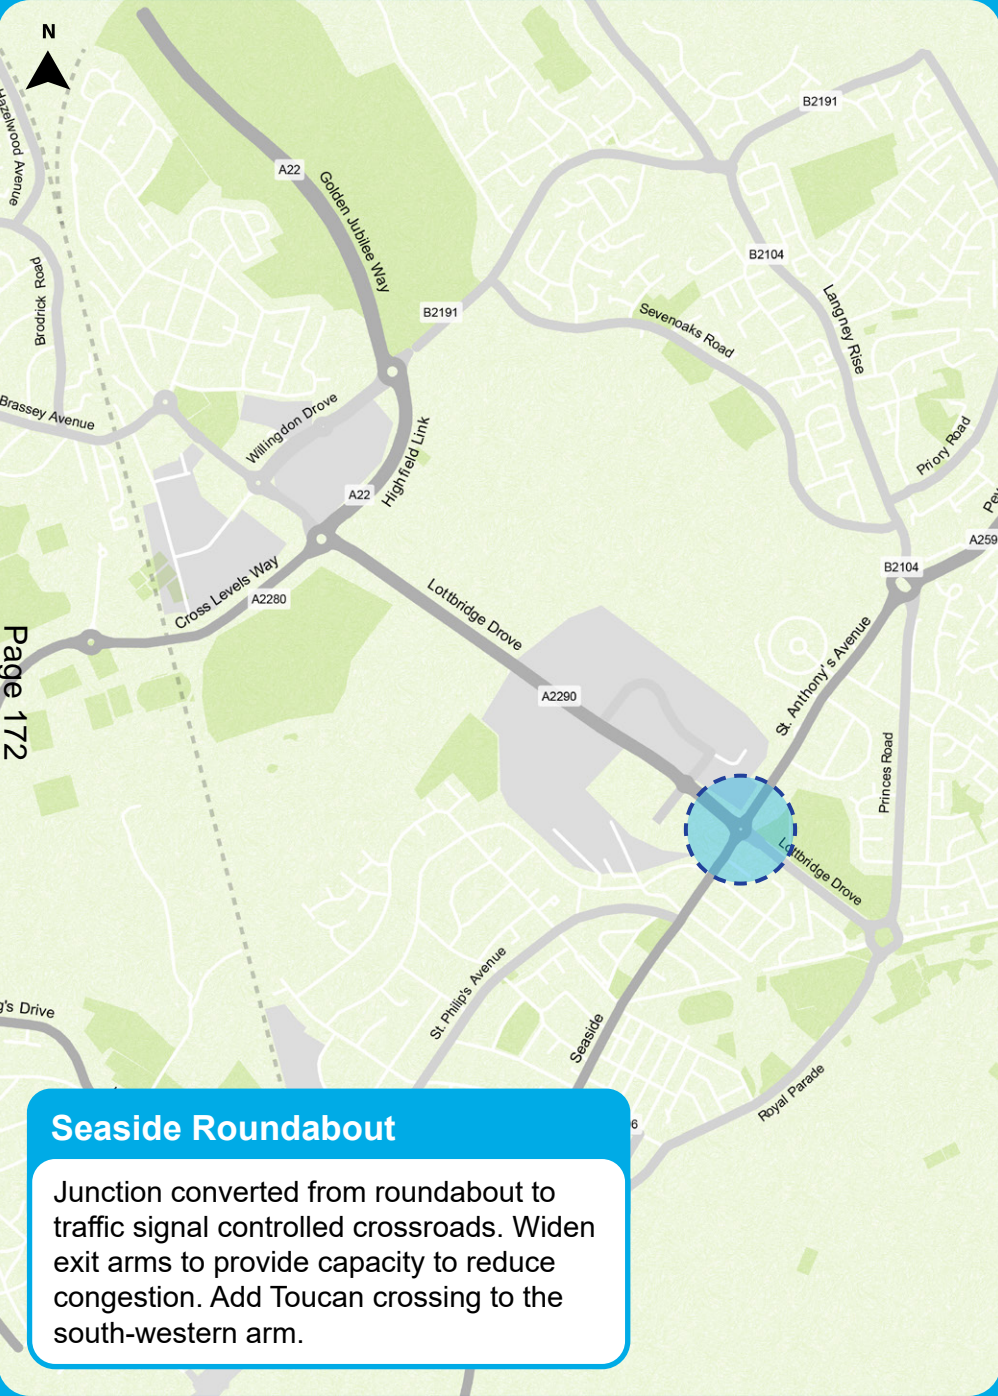 N
Hazelwood Avenue
B2191
A22
Golden Jubilee Way
B2104
Brodrick Road
Langney Rise
B2191
Sevenoaks Road
Brassey Avenue
Willingdon Drove
Highfield Link
Priory Road
A22
A259
Cross Levels Way
B2104
A2280
Lottbridge Drove
Page 172
St. Anthony's Avenue
A2290
Princes Road
Lottbridge Drove
St. Philip's Avenue
g's Drive
Seaside
Royal Parade
Seaside Roundabout
Junction converted from roundabout to
traffic signal controlled crossroads. Widen
exit arms to provide capacity to reduce
congestion. Add Toucan crossing to the
south-western arm.